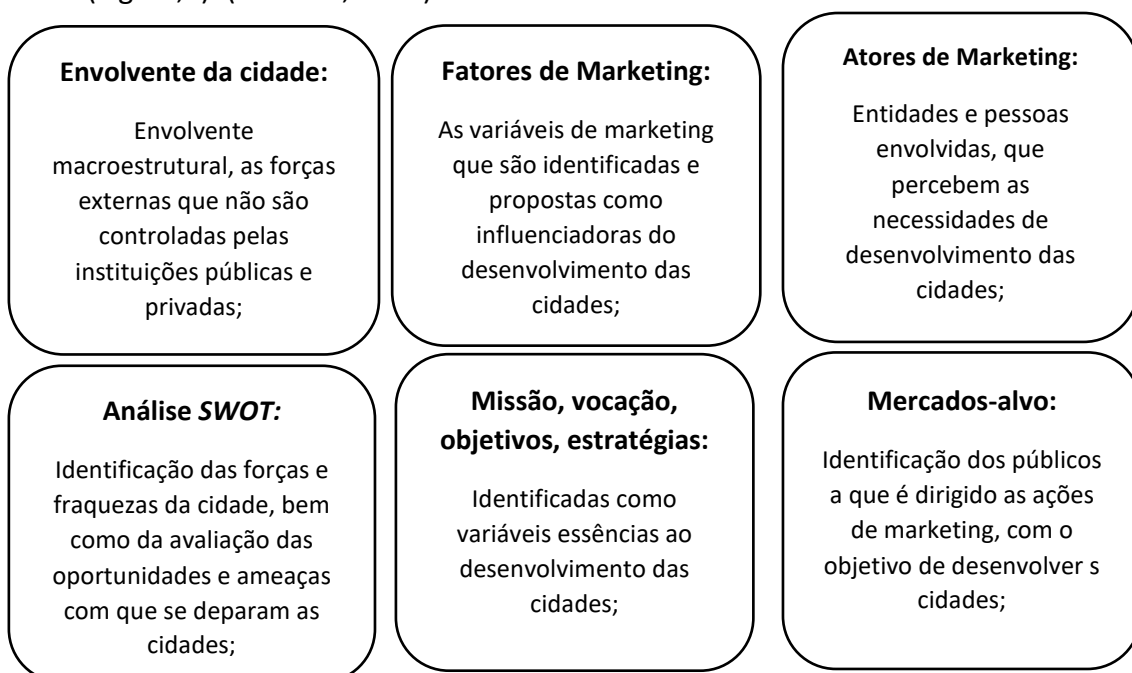 Envolvente da cidade:
Envolvente
macroestrutural, as forças
externas que não são
controladas pelas
instituições públicas e
privadas;
Fatores de Marketing:
As variáveis de marketing
que são identificadas e
propostas como
influenciadoras do
desenvolvimento das
cidades;
Atores de Marketing:
Entidades e pessoas
envolvidas, que
percebem as
necessidades de
desenvolvimento das
cidades;
Análise SWOT:
Identificação das forças e
fraquezas da cidade, bem
como da avaliação das
oportunidades e ameaças
com que se deparam as
cidades;
Missão, vocação,
objetivos, estratégias:
Identificadas como
variáveis essências ao
desenvolvimento das
cidades;
Mercados-alvo:
Identificação dos públicos
a que é dirigido as ações
de marketing, com o
objetivo de desenvolver s
cidades;